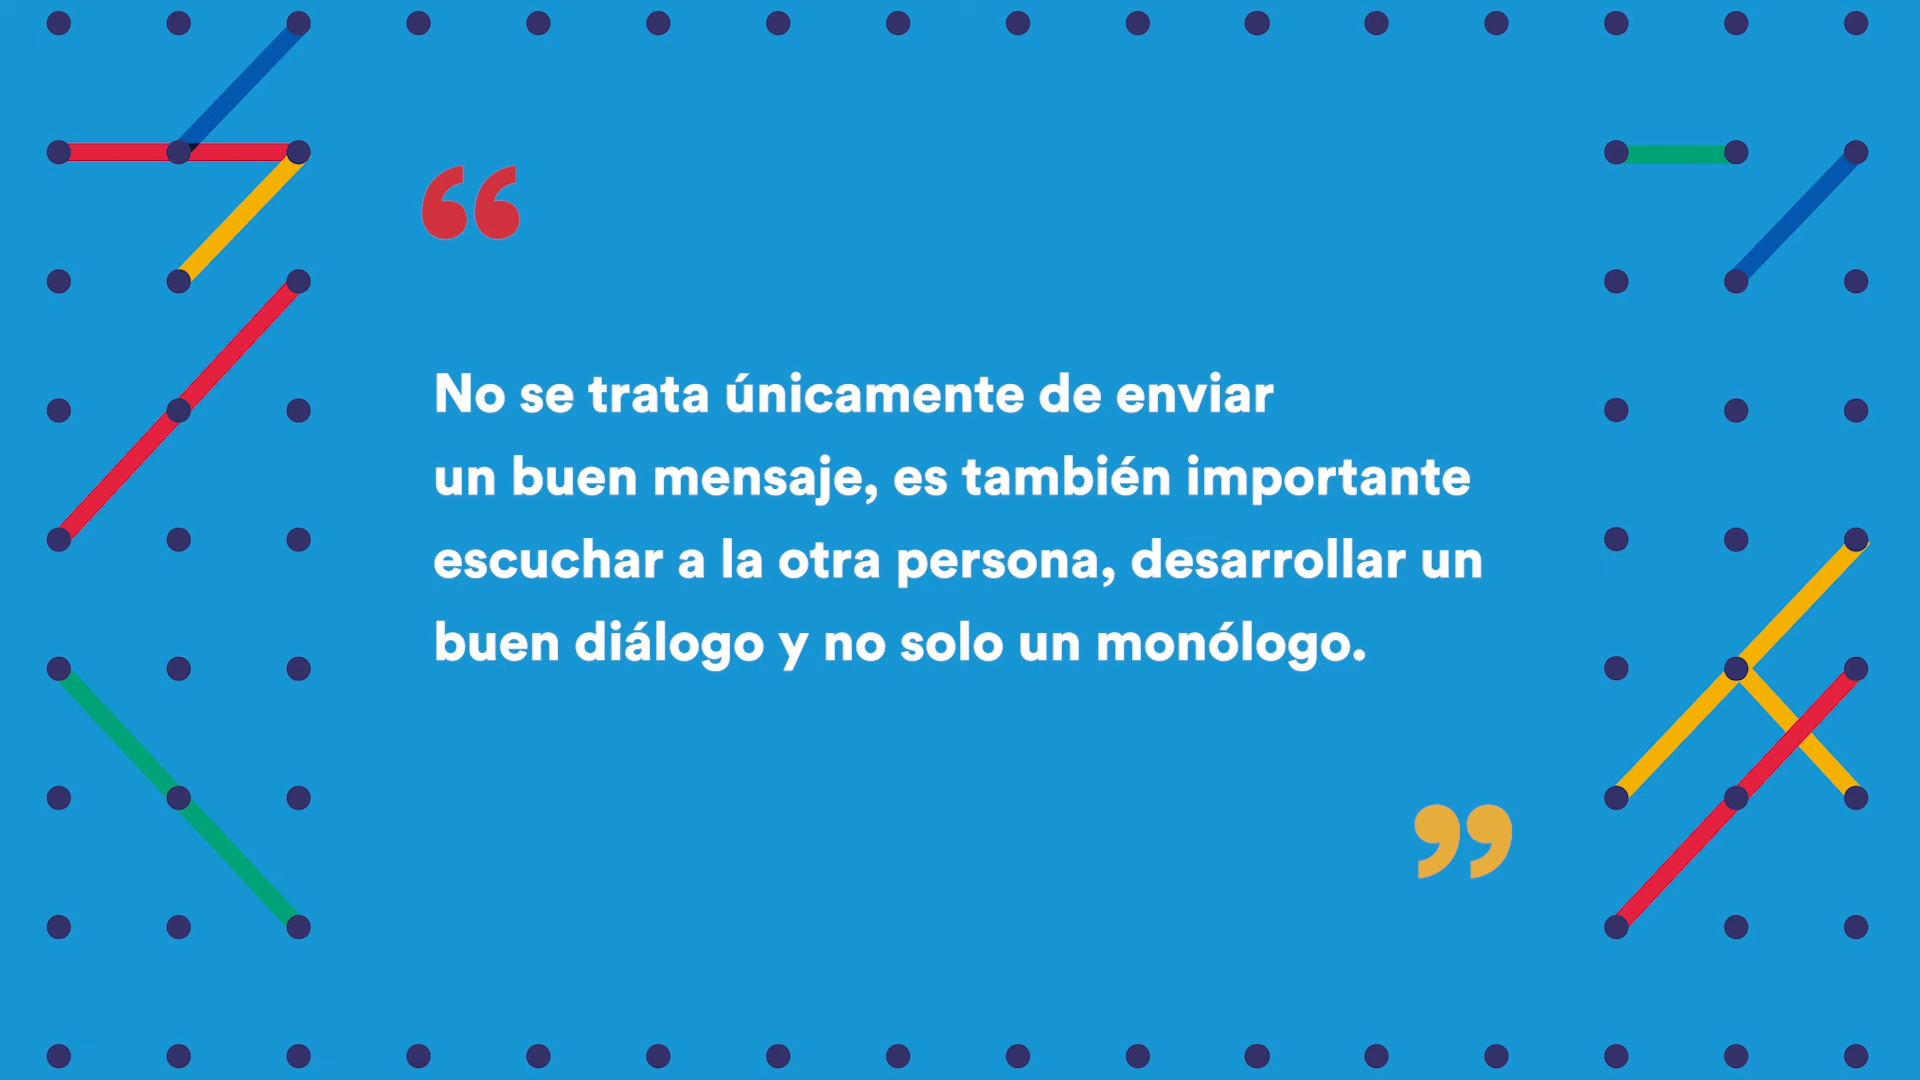 “
No se trata únicamente de enviar
un buen mensaje, es también importante
escuchar a la otra persona, desarrollar un
buen diálogo y no solo un monólogo.
”